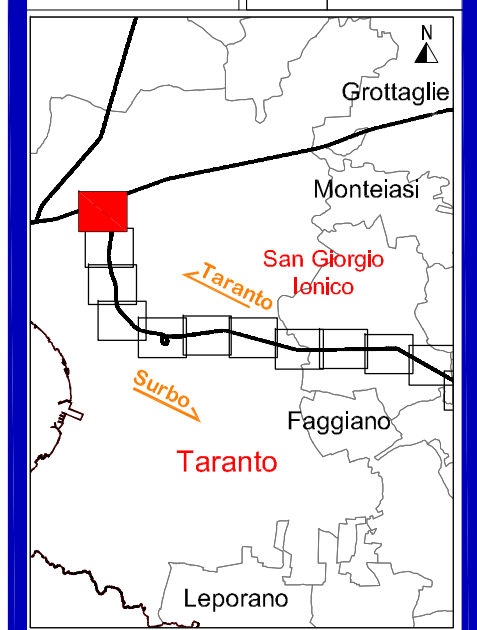 N
Grottaglie
Monteiasi
San Giorgio
Ionico
Taranto
Surbo
Faggiano
Taranto
Leporano